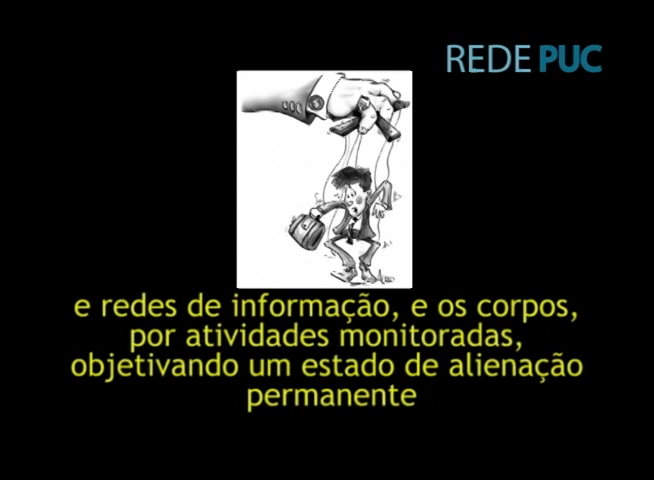 REDE PUC
e redes de informação, e os corpos,
por atividades monitoradas,
objetivando um estado de alienação
permanente